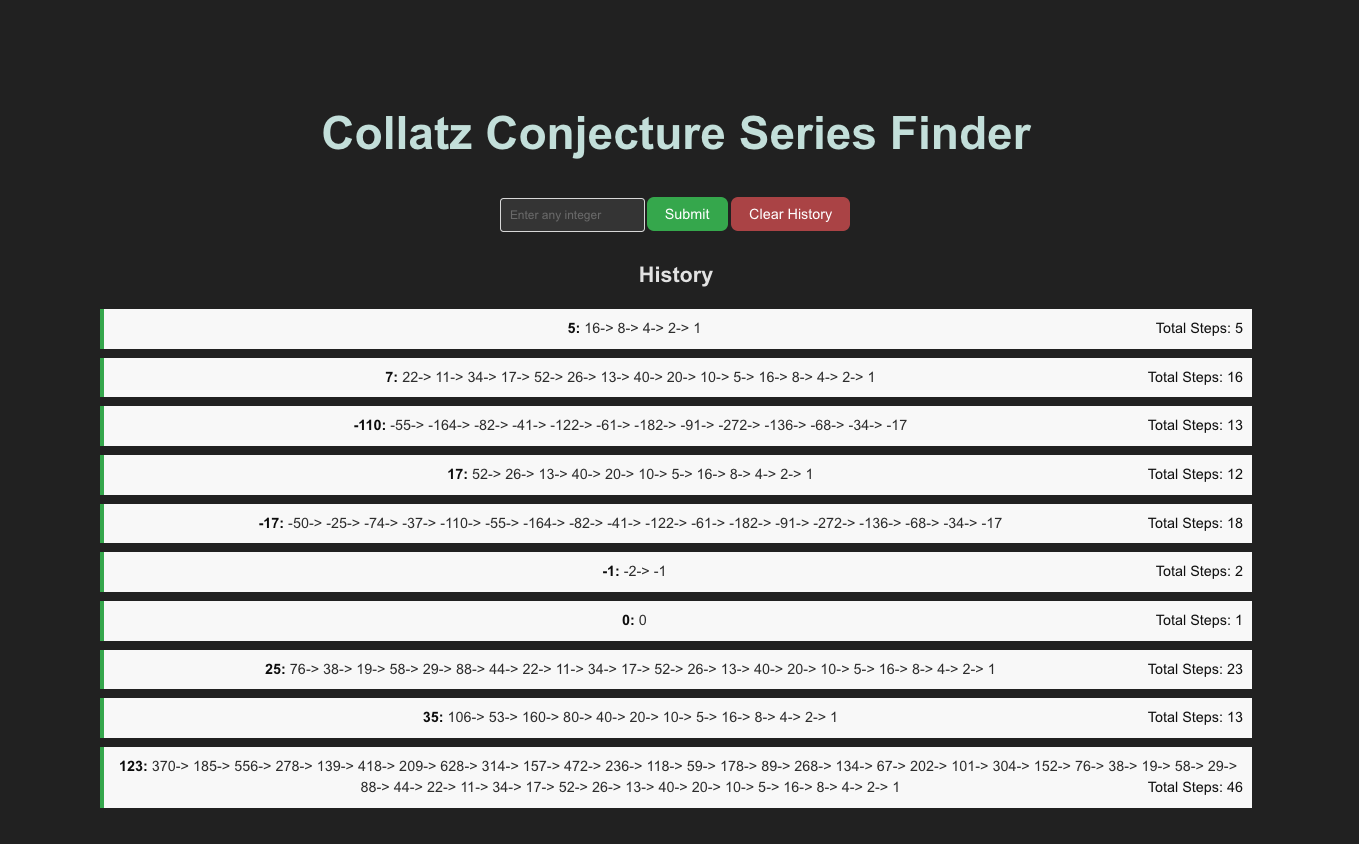 Collatz Conjecture Series Finder
Enter any integer Submit Clear History
History
5: 16-> 8-> 4-> 2-> 1 Total Steps: 5
7: 22-> 11-> 34-> 17-> 52-> 26-> 13-> 40-> 20-> 10-> 5-> 16-> 8-> 4-> 2-> 1 Total Steps: 16
-110: -55-> -164-> -82-> -41-> -122-> -61-> -182-> -91-> -272-> -136-> -68-> -34-> -17 Total Steps: 13
17: 52-> 26-> 13-> 40-> 20-> 10-> 5-> 16-> 8-> 4-> 2-> 1 Total Steps: 12
-17: -50-> -25-> -74-> -37-> -110-> -55-> -164-> -82-> -41-> -122-> -61-> -182-> -91-> -272-> -136-> -68-> -34-> -17 Total Steps: 18
-1: -2-> -1 Total Steps: 2
0: 0 Total Steps: 1
25: 76-> 38-> 19-> 58-> 29-> 88-> 44-> 22-> 11-> 34-> 17-> 52-> 26-> 13-> 40-> 20-> 10-> 5-> 16-> 8-> 4-> 2-> 1 Total Steps: 23
35: 106-> 53-> 160-> 80-> 40-> 20-> 10-> 5-> 16-> 8-> 4-> 2-> 1 Total Steps: 13
123: 370-> 185-> 556-> 278-> 139-> 418-> 209-> 628-> 314-> 157-> 472-> 236-> 118-> 59-> 178-> 89-> 268-> 134-> 67-> 202-> 101-> 304-> 152-> 76-> 38-> 19-> 58-> 29->
88-> 44-> 22-> 11-> 34-> 17-> 52-> 26-> 13-> 40-> 20-> 10-> 5-> 16-> 8-> 4-> 2-> 1 Total Steps: 46